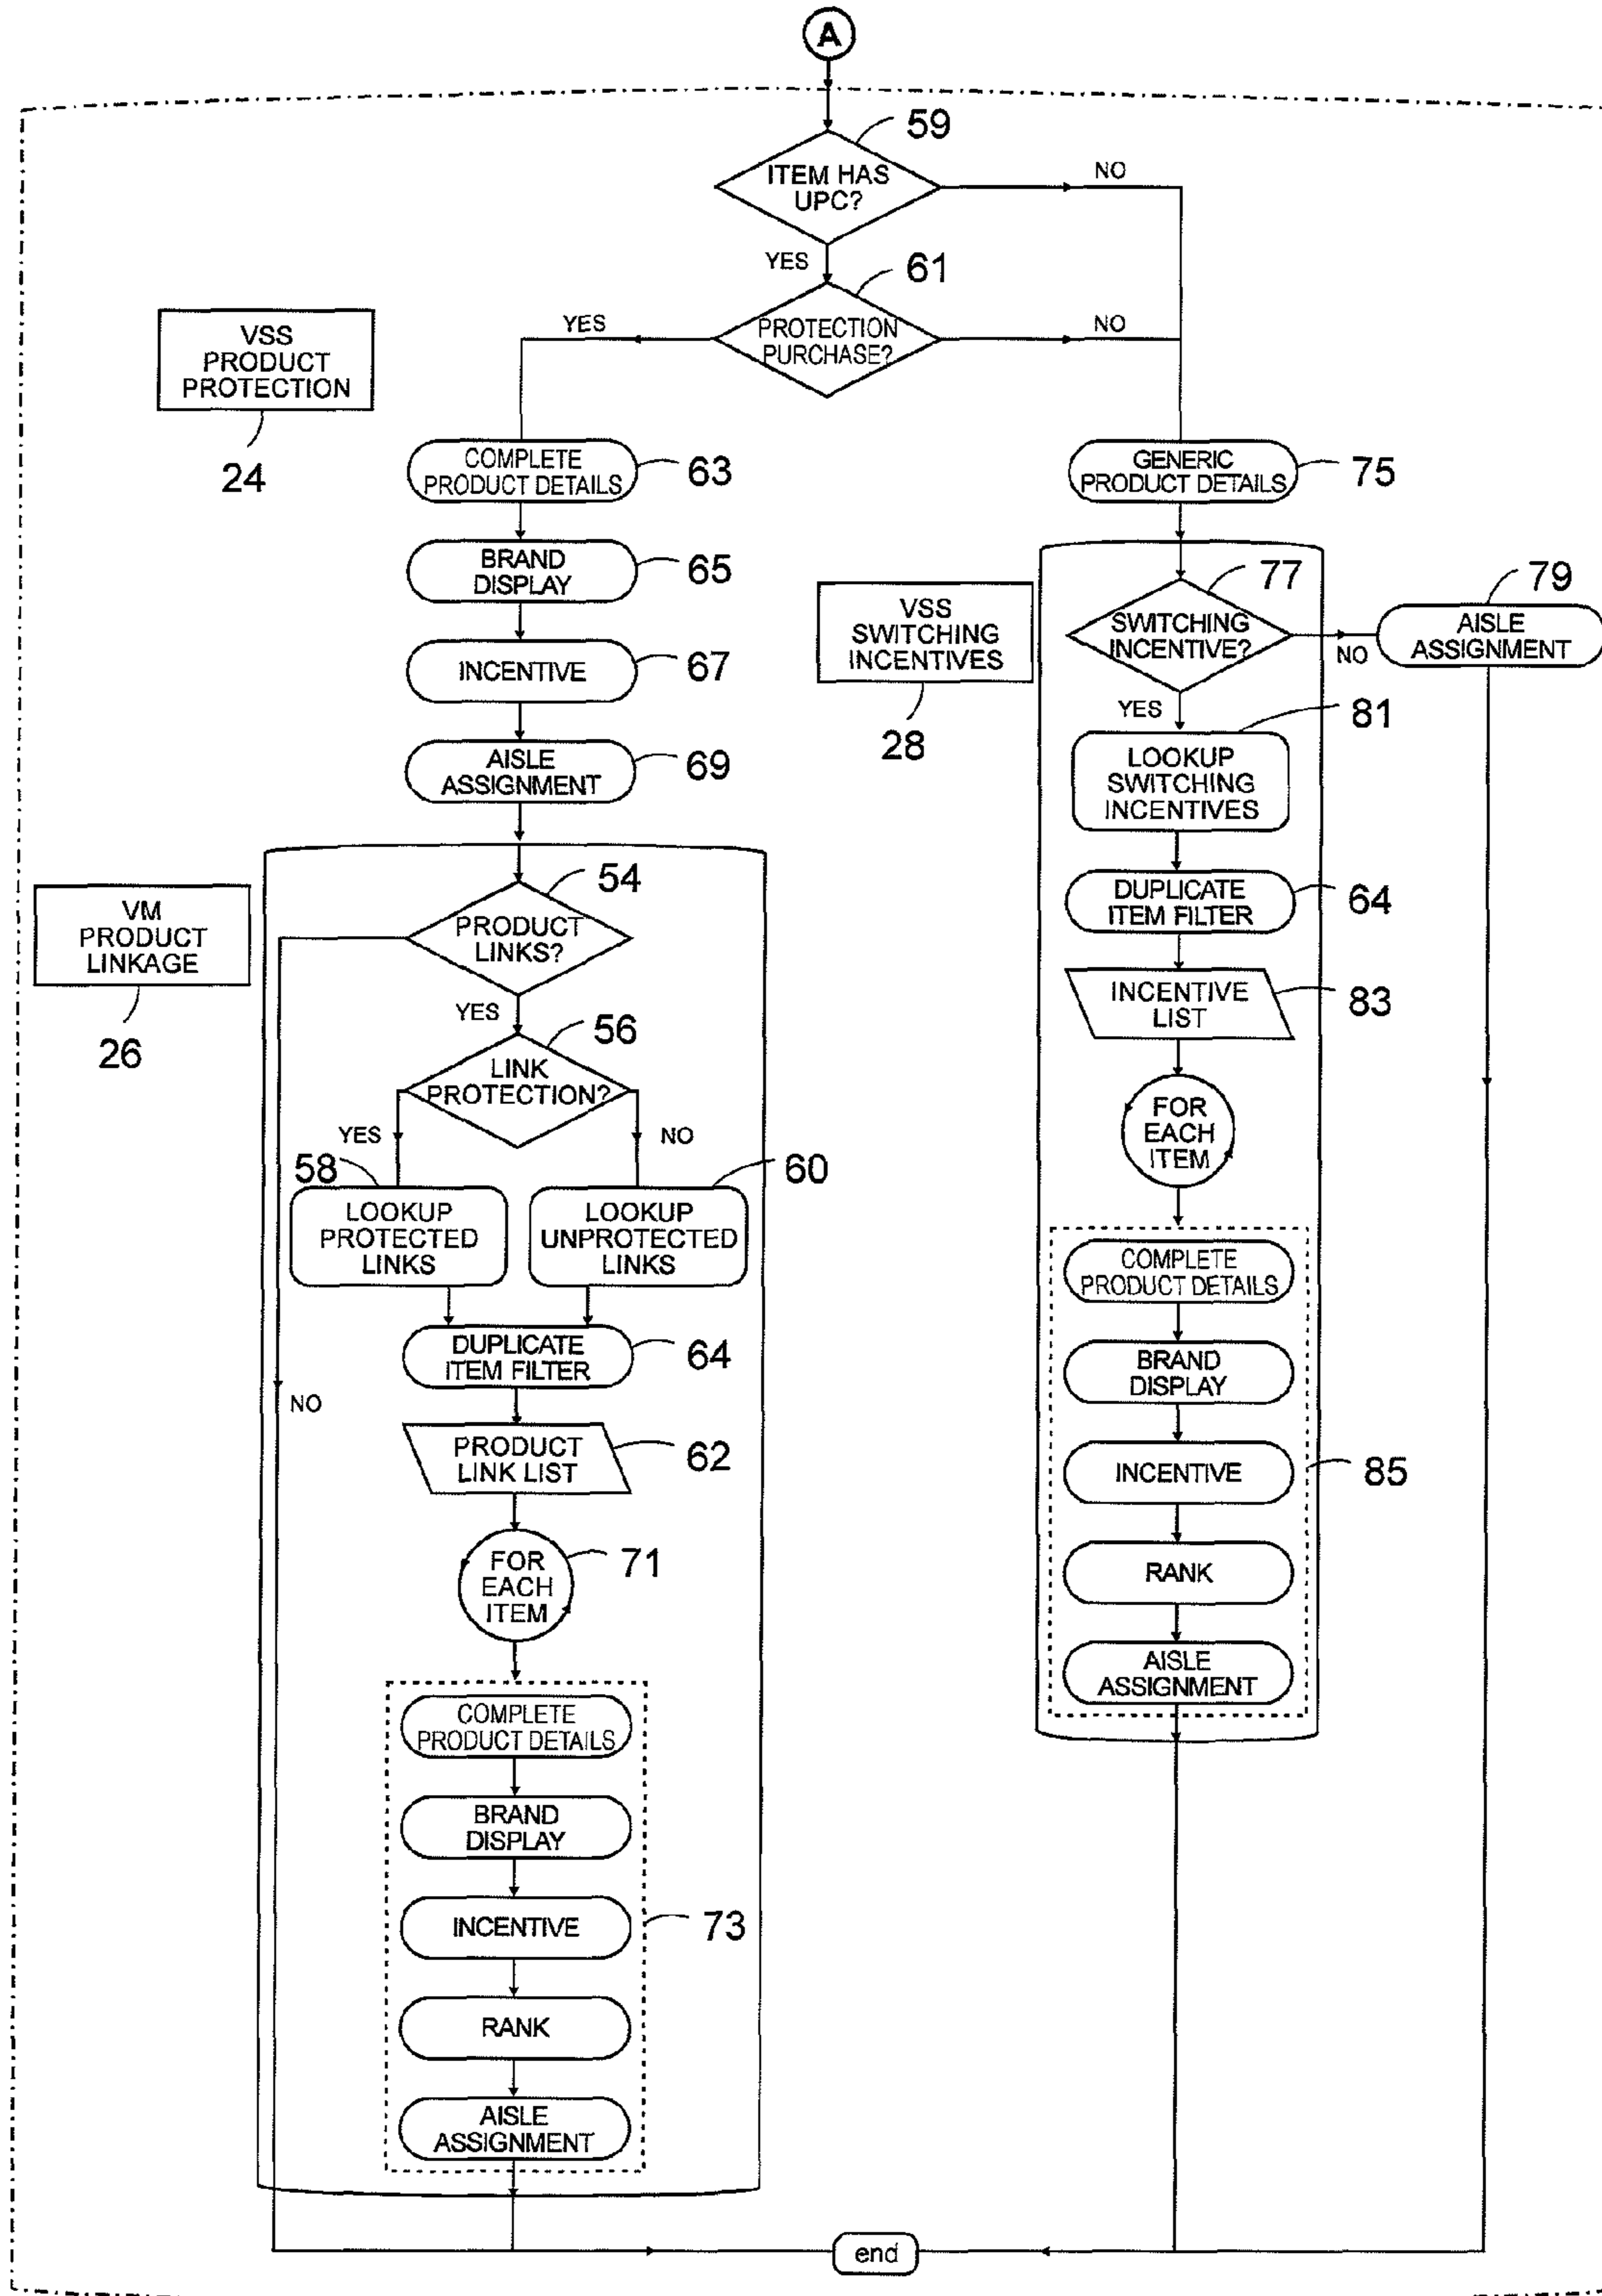 A
59
ITEM HAS
UPC?
NO
YES
61
PROTECTION
PURCHASE?
YES
NO
VSS
PRODUCT
PROTECTION
24
COMPLETE
PRODUCT DETAILS
63
GENERIC
PRODUCT DETAILS
75
BRAND
DISPLAY
65
INCENTIVE
67
AISLE
ASSIGNMENT
69
VSS
SWITCHING
INCENTIVES
28
77
SWITCHING
INCENTIVE?
NO
79
AISLE
ASSIGNMENT
YES
81
LOOKUP
SWITCHING
INCENTIVES
DUPLICATE
ITEM FILTER
64
INCENTIVE
LIST
83
FOR
EACH
ITEM
COMPLETE
PRODUCT DETAILS
BRAND
DISPLAY
INCENTIVE
85
RANK
AISLE
ASSIGNMENT
VM
PRODUCT
LINKAGE
26
54
PRODUCT
LINKS?
YES
56
LINK
PROTECTION?
YES
NO
58
60
LOOKUP
PROTECTED
LINKS
LOOKUP
UNPROTECTED
LINKS
DUPLICATE
ITEM FILTER
64
NO
PRODUCT
LINK LIST
62
FOR
EACH
ITEM
71
COMPLETE
PRODUCT DETAILS
BRAND
DISPLAY
INCENTIVE
73
RANK
AISLE
ASSIGNMENT
end